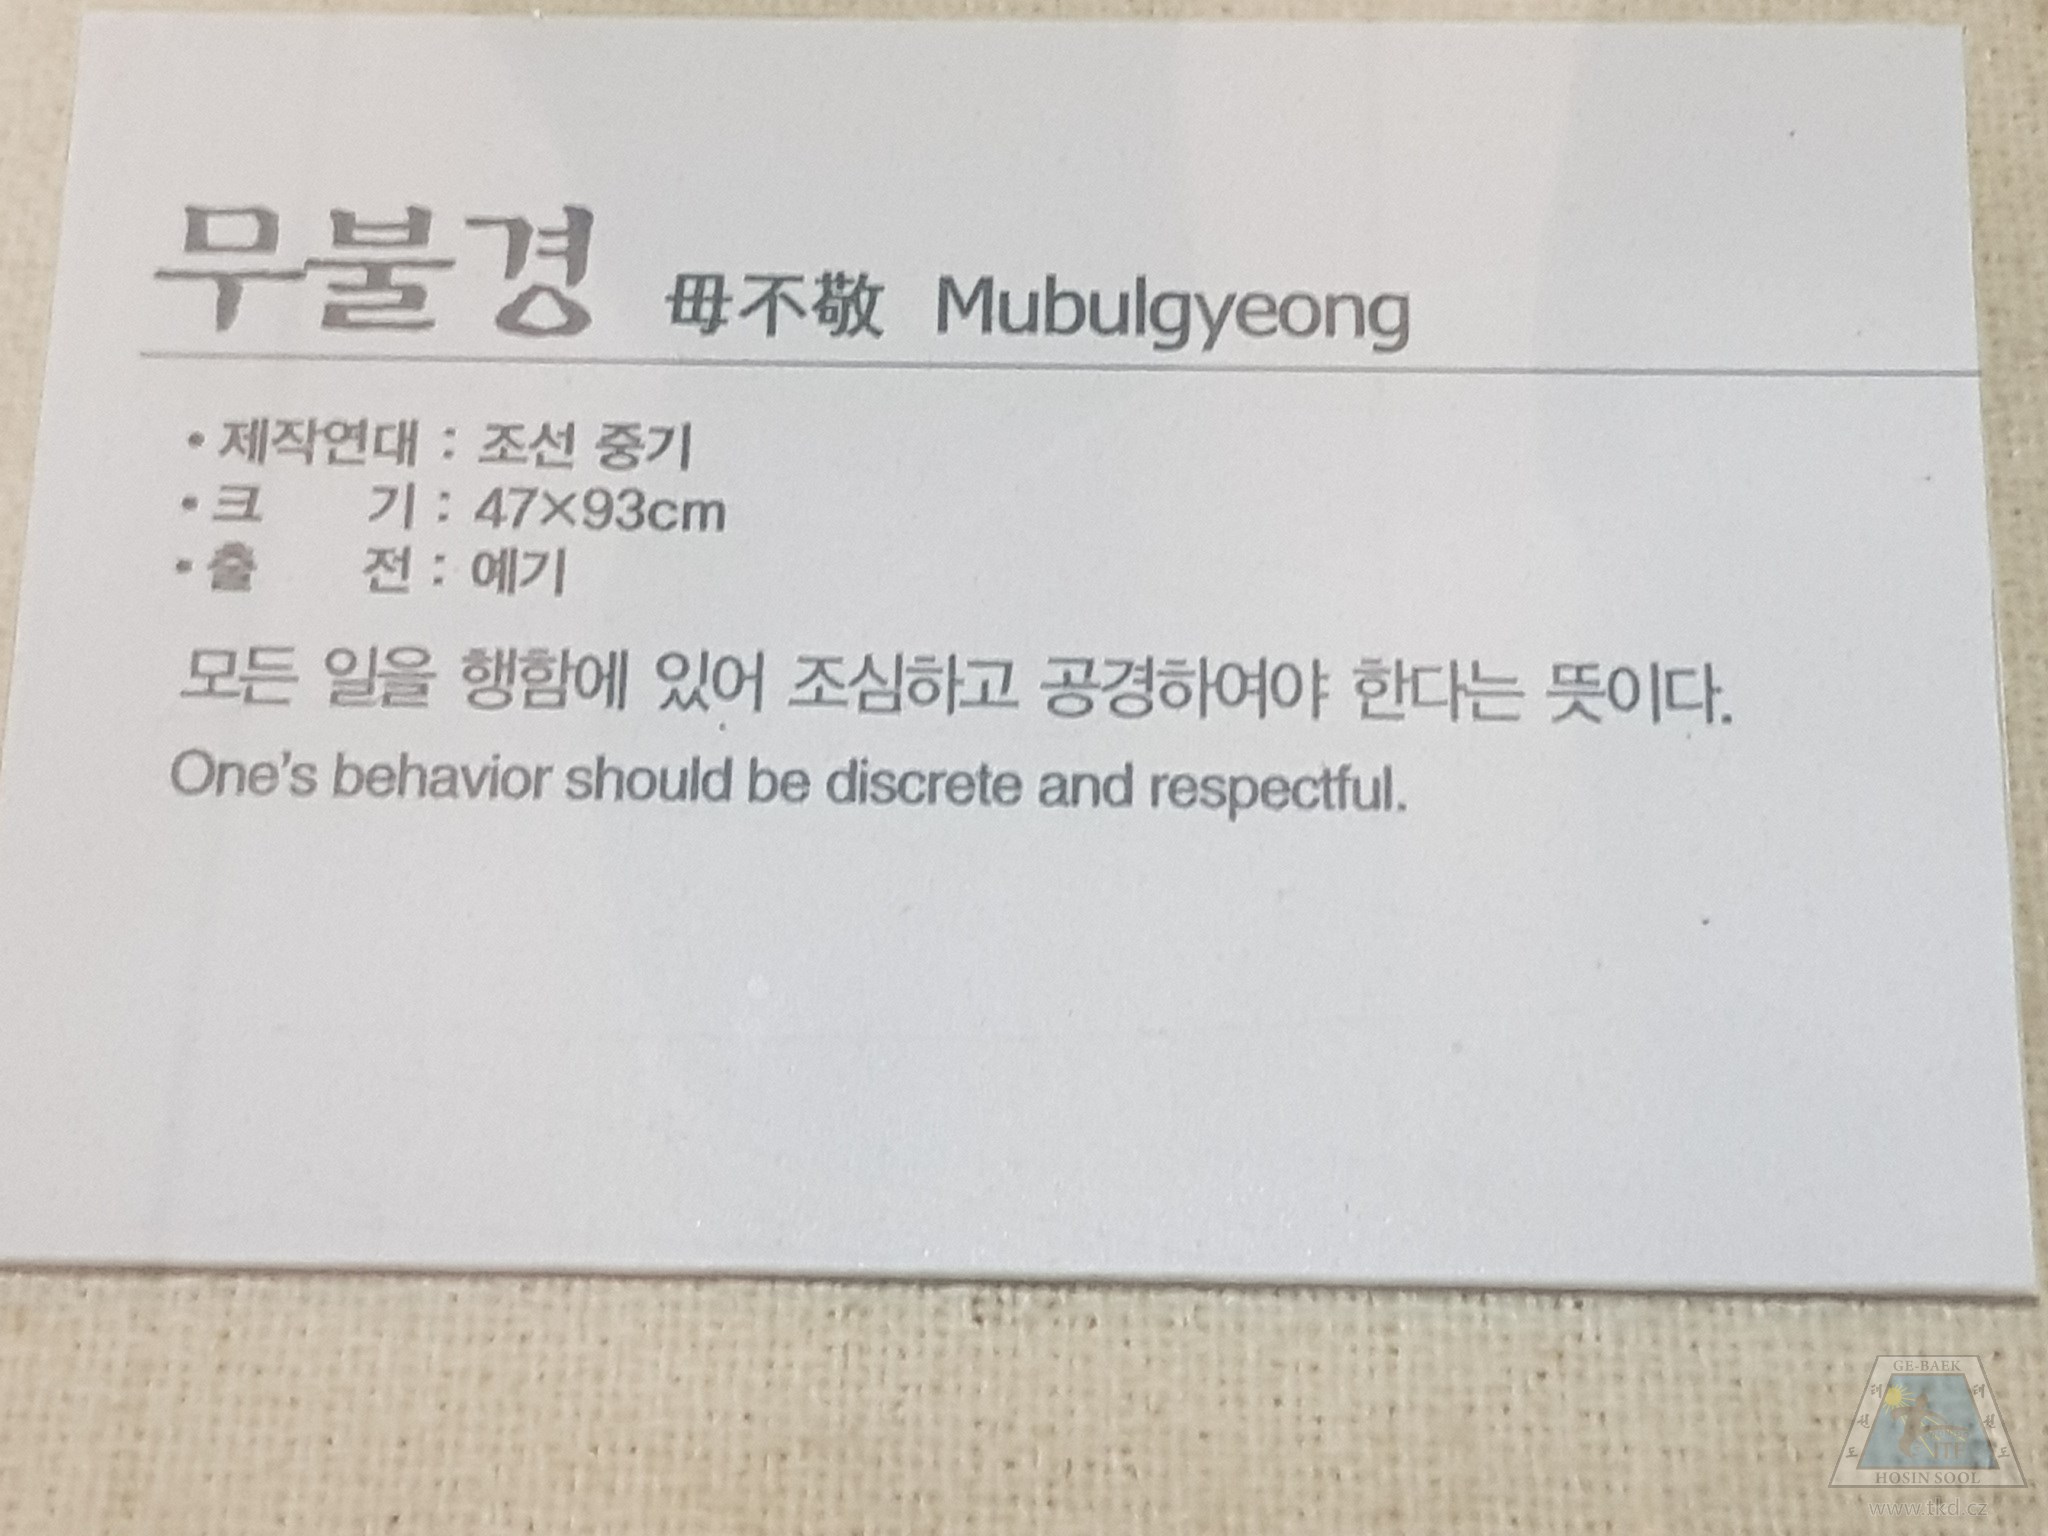 무불경 毋不敬 Mubulgyeong
• 제작연대 : 조선 중기
• 크 기 : 47×93cm
• 출 전 : 예기
모든 일을 행함에 있어 조심하고 공경하여야 한다는 뜻이다.
One's behavior should be discrete and respectful.
GE-BAEK
HOSIN SOOL
www.tkd.cz